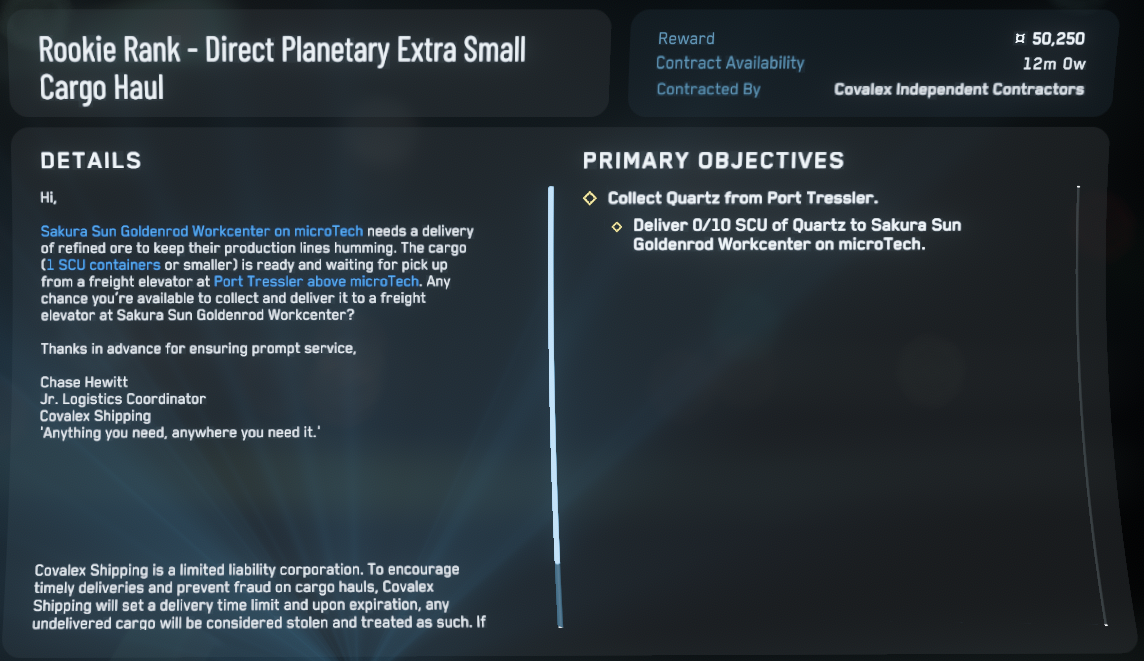 Rookie Rank - Direct Planetary Extra Small
Cargo Haul
Reward
¤ 50,250
Contract Availability
12m 0w
Contracted By
Covalex Independent Contractors
DETAILS
Hi,
Sakura Sun Goldenrod Workcenter on microTech needs a delivery
of refined ore to keep their production lines humming. The cargo
(1 SCU containers or smaller) is ready and waiting for pick up
from a freight elevator at Port Tressler above microTech. Any
chance you're available to collect and deliver it to a freight
elevator at Sakura Sun Goldenrod Workcenter?
Thanks in advance for ensuring prompt service,
Chase Hewitt
Jr. Logistics Coordinator
Covalex Shipping
'Anything you need, anywhere you need it.'
Covalex Shipping is a limited liability corporation. To encourage
timely deliveries and prevent fraud on cargo hauls, Covalex
Shipping will set a delivery time limit and upon expiration, any
undelivered cargo will be considered stolen and treated as such. If
PRIMARY OBJECTIVES
Collect Quartz from Port Tressler.
Deliver 0/10 SCU of Quartz to Sakura Sun
Goldenrod Workcenter on microTech.